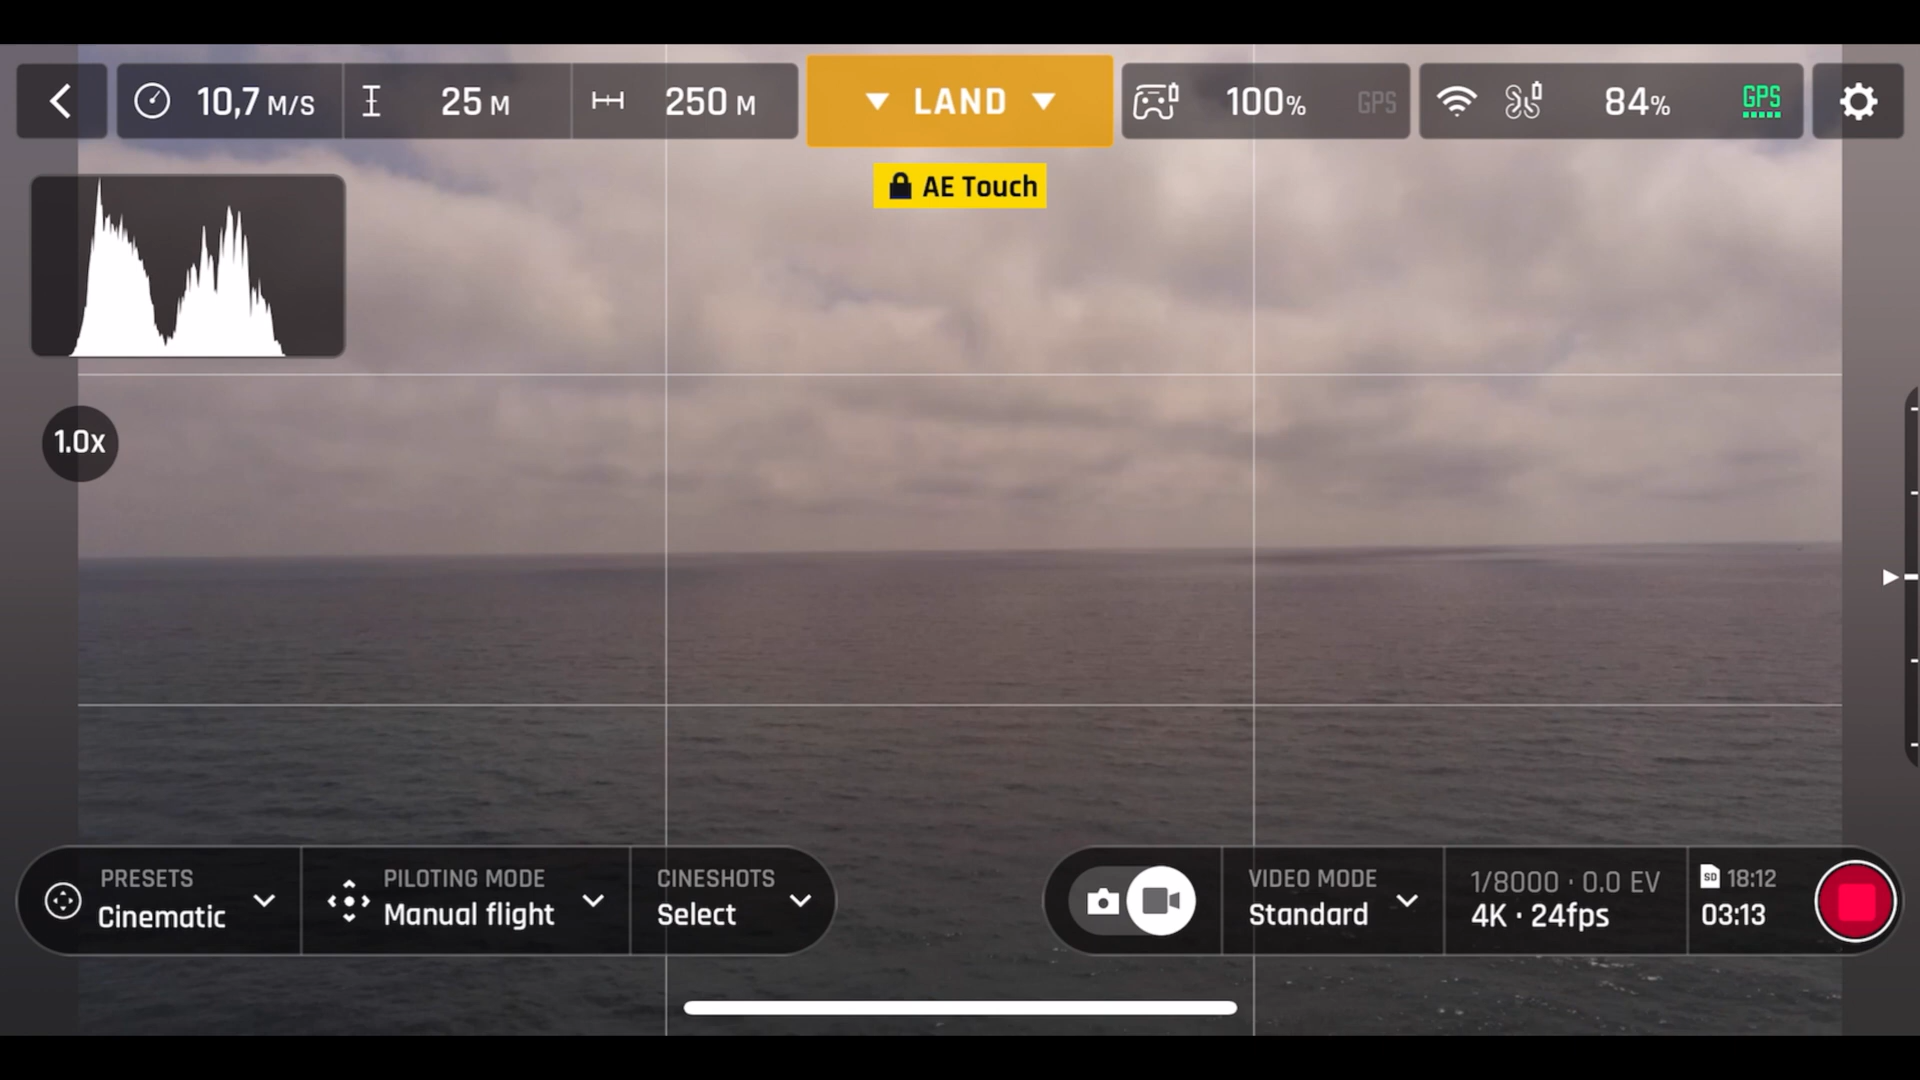 10,7 M/S
25 M
250 M
LAND
100%
GPS
84%
GPS
AE Touch
1.0x
PRESETS
Cinematic
PILOTING MODE
Manual flight
CINESHOTS
Select
VIDEO MODE
Standard
1/8000 · 0.0 EV
4K · 24fps
SD 18:12
03:13